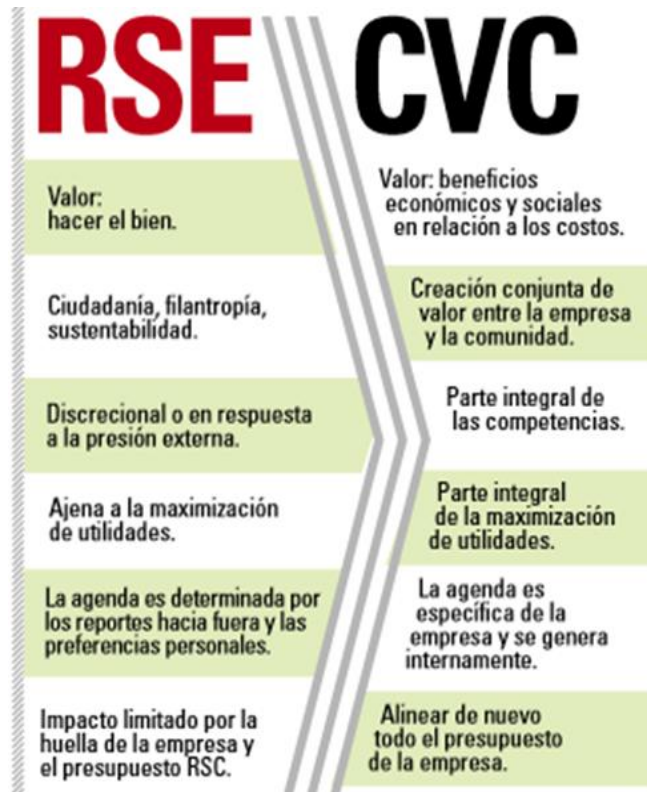 RSE
Valor:
hacer el bien.
Ciudadanía, filantropía,
sustentabilidad.
Discrecional o en respuesta
a la presión externa.
Ajena a la maximización
de utilidades.
La agenda es determinada por
los reportes hacia fuera y las
preferencias personales.
Impacto limitado por la
huella de la empresa y
el presupuesto RSC.
CVC
Valor: beneficios
económicos y sociales
en relación a los costos.
Creación conjunta de
valor entre la empresa
y la comunidad.
Parte integral de
las competencias.
Parte integral
de la maximización
de utilidades.
La agenda es
específica de la
empresa y se genera
internamente.
Alinear de nuevo
todo el presupuesto
de la empresa.